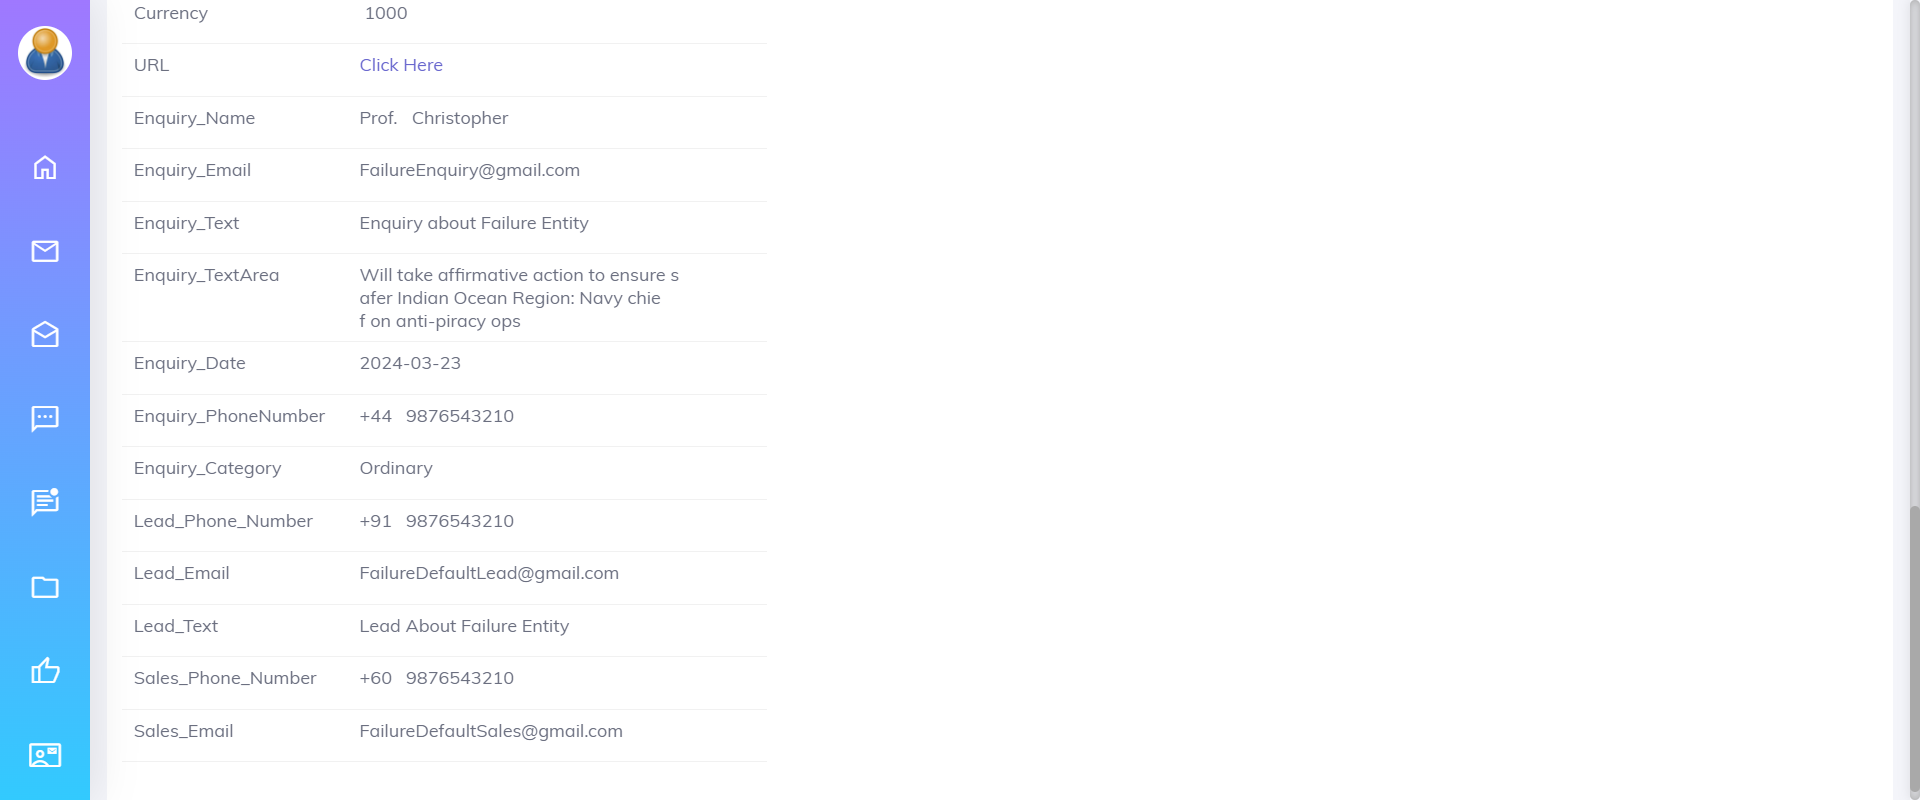 Currency 1000
URL Click Here
Enquiry_Name Prof. Christopher
Enquiry_Email FailureEnquiry@gmail.com
Enquiry_Text Enquiry about Failure Entity
Enquiry_TextArea Will take affirmative action to ensure s
afer Indian Ocean Region: Navy chie
f on anti-piracy ops
Enquiry_Date 2024-03-23
Enquiry_PhoneNumber +44 9876543210
Enquiry_Category Ordinary
Lead_Phone_Number +91 9876543210
Lead_Email FailureDefaultLead@gmail.com
Lead_Text Lead About Failure Entity
Sales_Phone_Number +60 9876543210
Sales_Email FailureDefaultSales@gmail.com